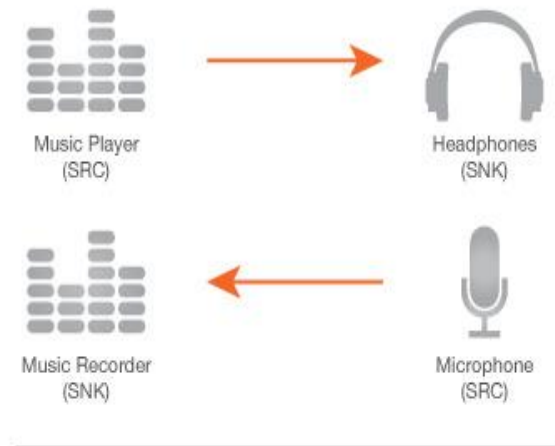 Music Player
(SRC)
Headphones
(SNK)
Music Recorder
(SNK)
Microphone
(SRC)